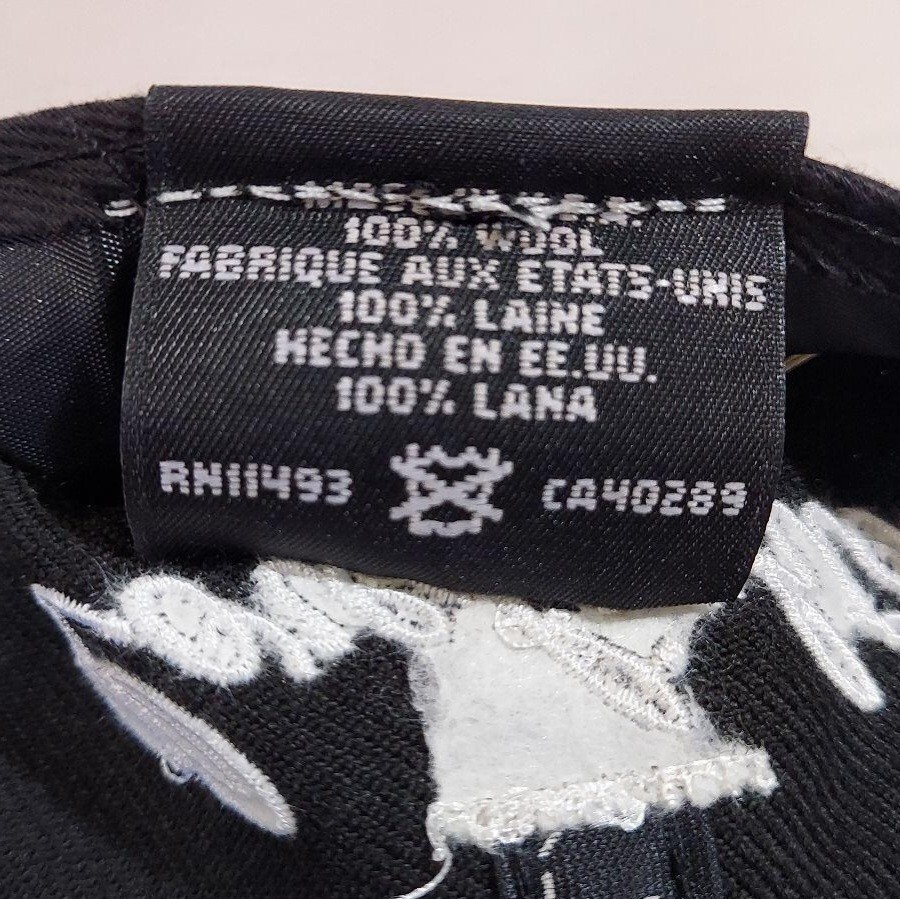 100% WOOL
FABRIQUE AUX ETATS-UNIS
100% LAINE
HECHO EN EE.UU.
100% LANA
RN11493 CA40289